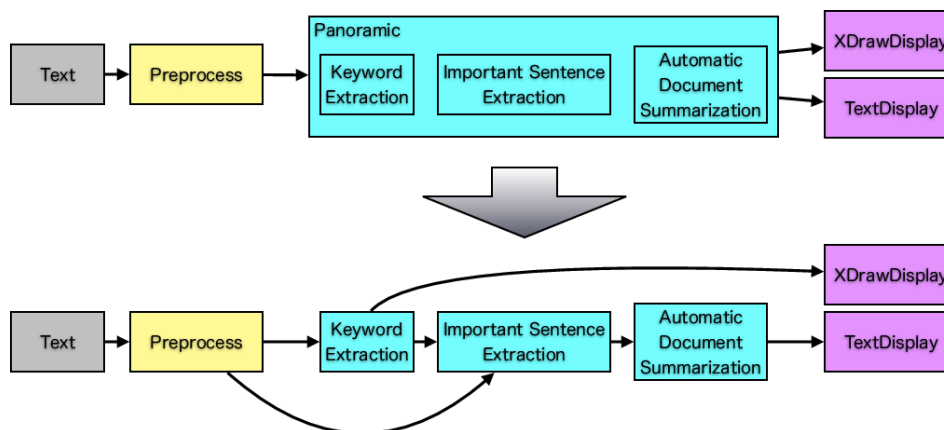 Panoramic
XDrawDisplay
Text
Preprocess
Keyword
Extraction
Important Sentence
Extraction
Automatic
Document
Summarization
TextDisplay
XDrawDisplay
Text
Preprocess
Keyword
Extraction
Important Sentence
Extraction
Automatic
Document
Summarization
TextDisplay